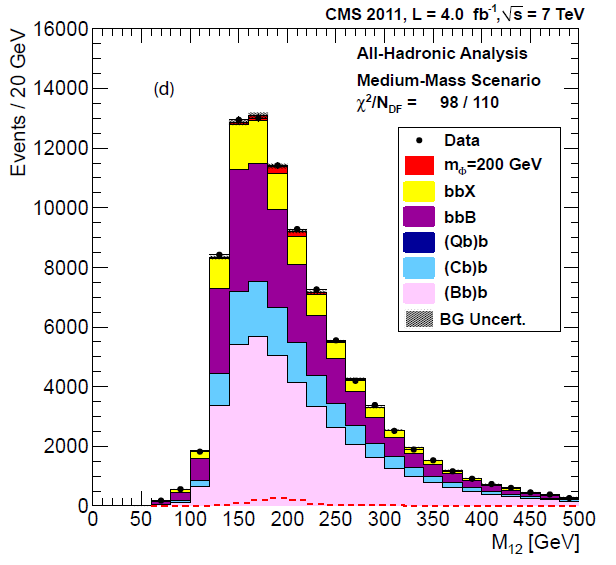 CMS 2011, L = 4.0 fb⁻¹, √s = 7 TeV
Events / 20 GeV
16000
14000
12000
10000
8000
6000
4000
2000
0
(d)
All-Hadronic Analysis
Medium-Mass Scenario
χ²/N_DF = 98 / 110
Data
m_Φ=200 GeV
bbX
bbB
(Qb)b
(Cb)b
(Bb)b
BG Uncert.
0 50 100 150 200 250 300 350 400 450 500
M₁₂ [GeV]